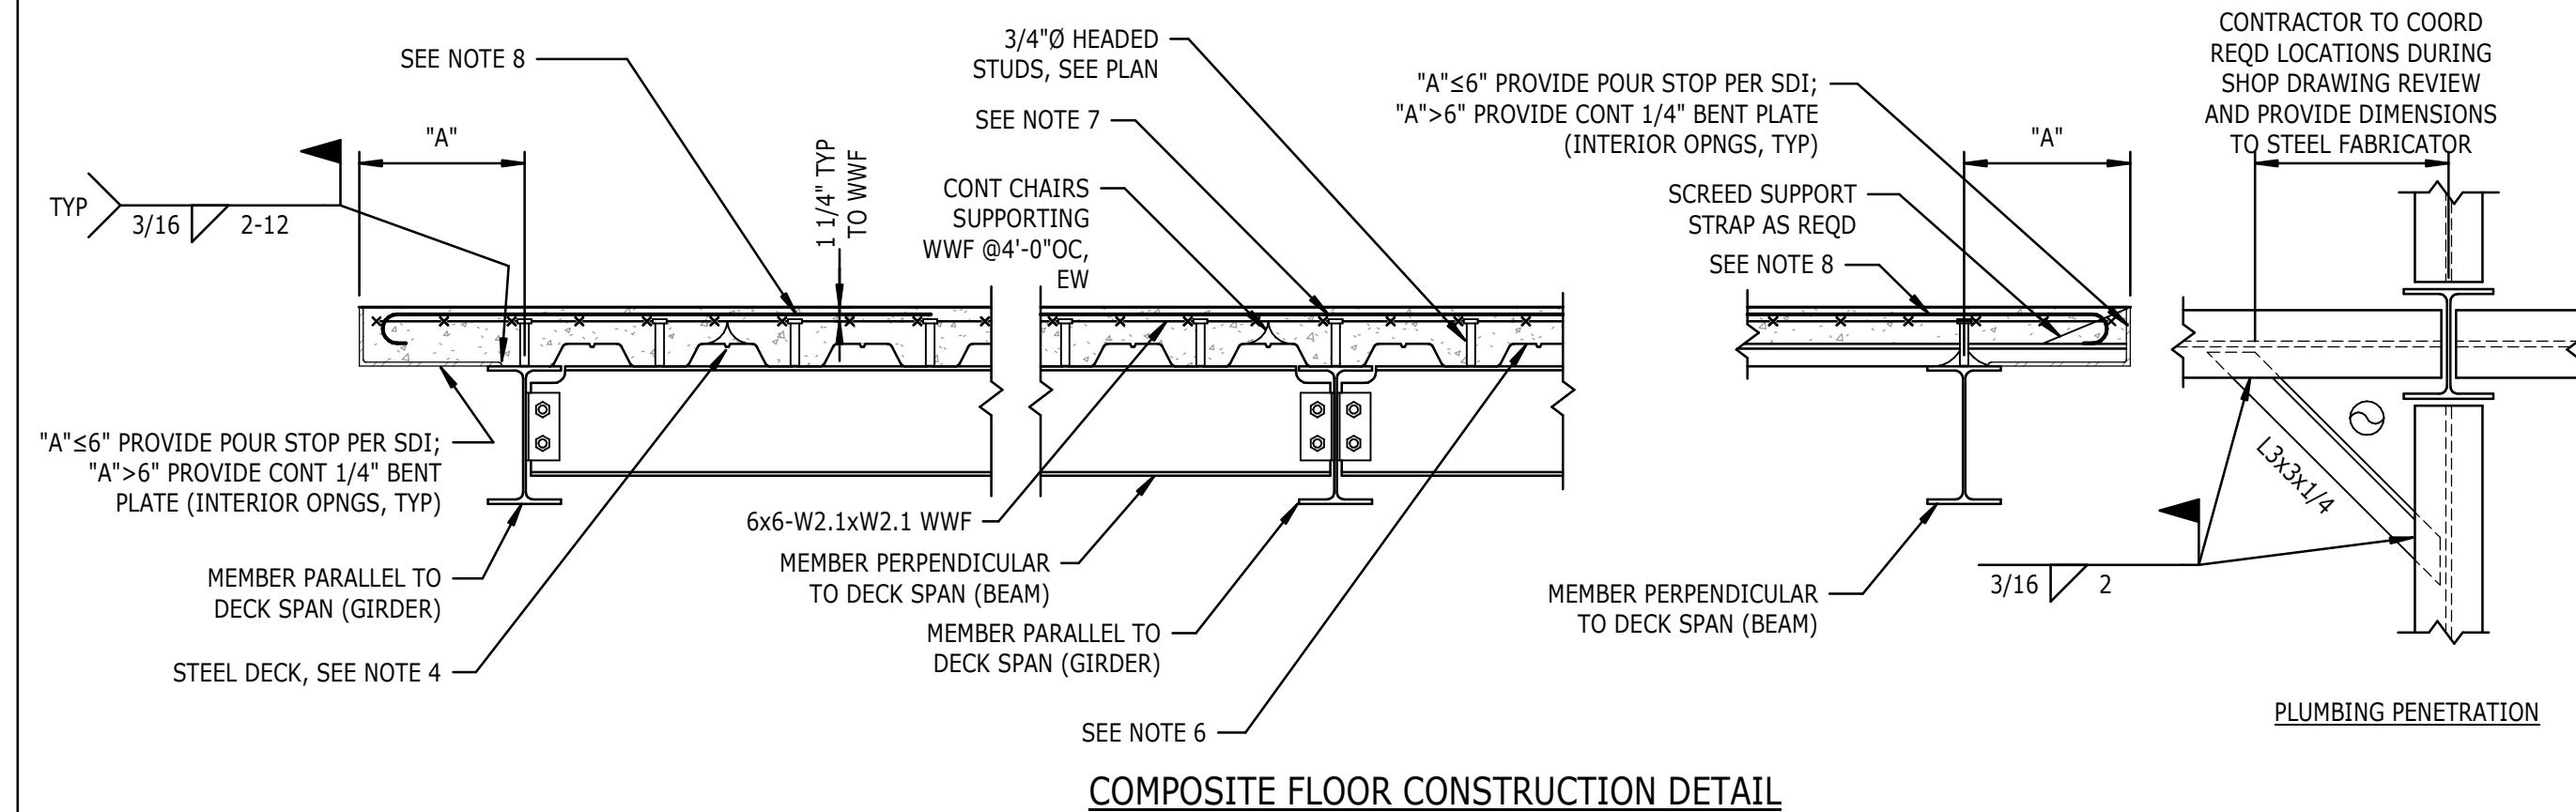 SEE NOTE 8
"A"
TYP
3/16
2-12
1 1/4" TYP
TO WWF
"A"≤6" PROVIDE POUR STOP PER SDI;
"A">6" PROVIDE CONT 1/4" BENT
PLATE (INTERIOR OPNGS, TYP)
MEMBER PARALLEL TO
DECK SPAN (GIRDER)
STEEL DECK, SEE NOTE 4
3/4"Ø HEADED
STUDS, SEE PLAN
SEE NOTE 7
CONT CHAIRS
SUPPORTING
WWF @4'-0"OC,
EW
6x6-W2.1xW2.1 WWF
MEMBER PERPENDICULAR
TO DECK SPAN (BEAM)
MEMBER PARALLEL TO
DECK SPAN (GIRDER)
SEE NOTE 6
"A"≤6" PROVIDE POUR STOP PER SDI;
"A">6" PROVIDE CONT 1/4" BENT PLATE
(INTERIOR OPNGS, TYP)
SCREED SUPPORT
STRAP AS REQD
SEE NOTE 8
"A"
MEMBER PERPENDICULAR
TO DECK SPAN (BEAM)
CONTRACTOR TO COORD
REQD LOCATIONS DURING
SHOP DRAWING REVIEW
AND PROVIDE DIMENSIONS
TO STEEL FABRICATOR
L3x3x1/4
3/16
2
PLUMBING PENETRATION
COMPOSITE FLOOR CONSTRUCTION DETAIL